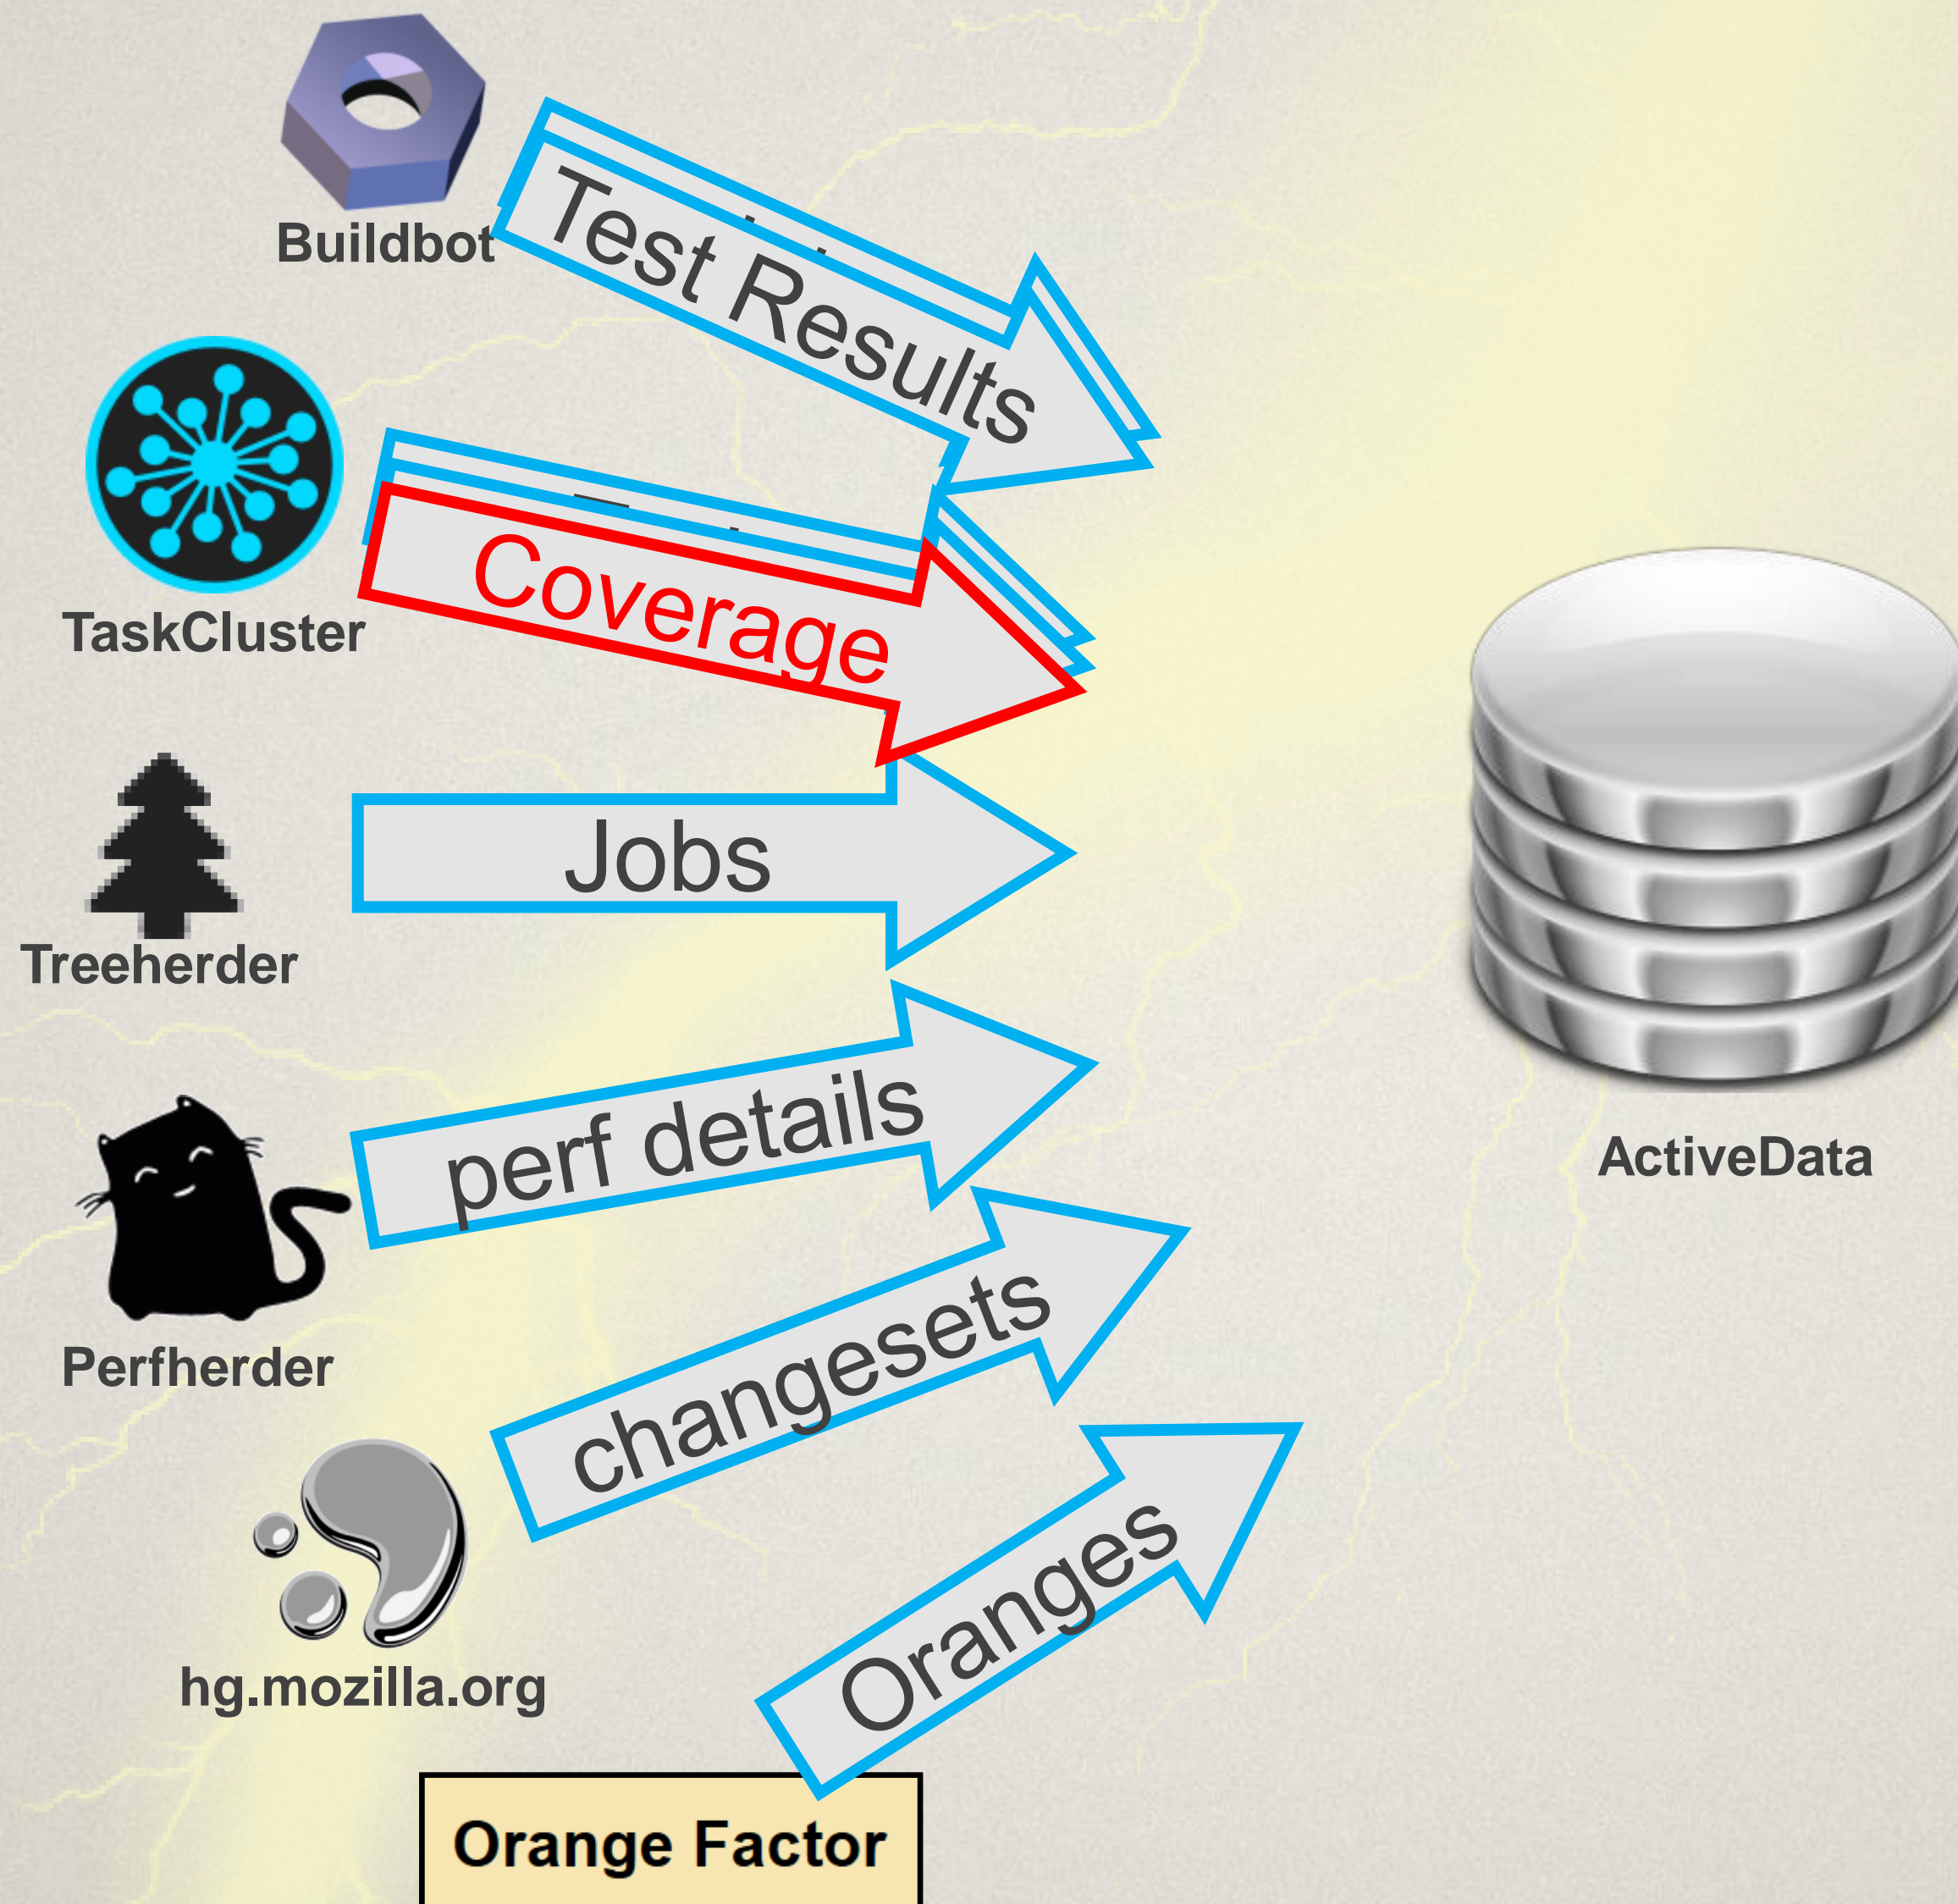 Buildbot
Test Results
TaskCluster
Coverage
Treeherder
Jobs
Perfherder
perf details
hg.mozilla.org
changesets
Orange Factor
Oranges
ActiveData